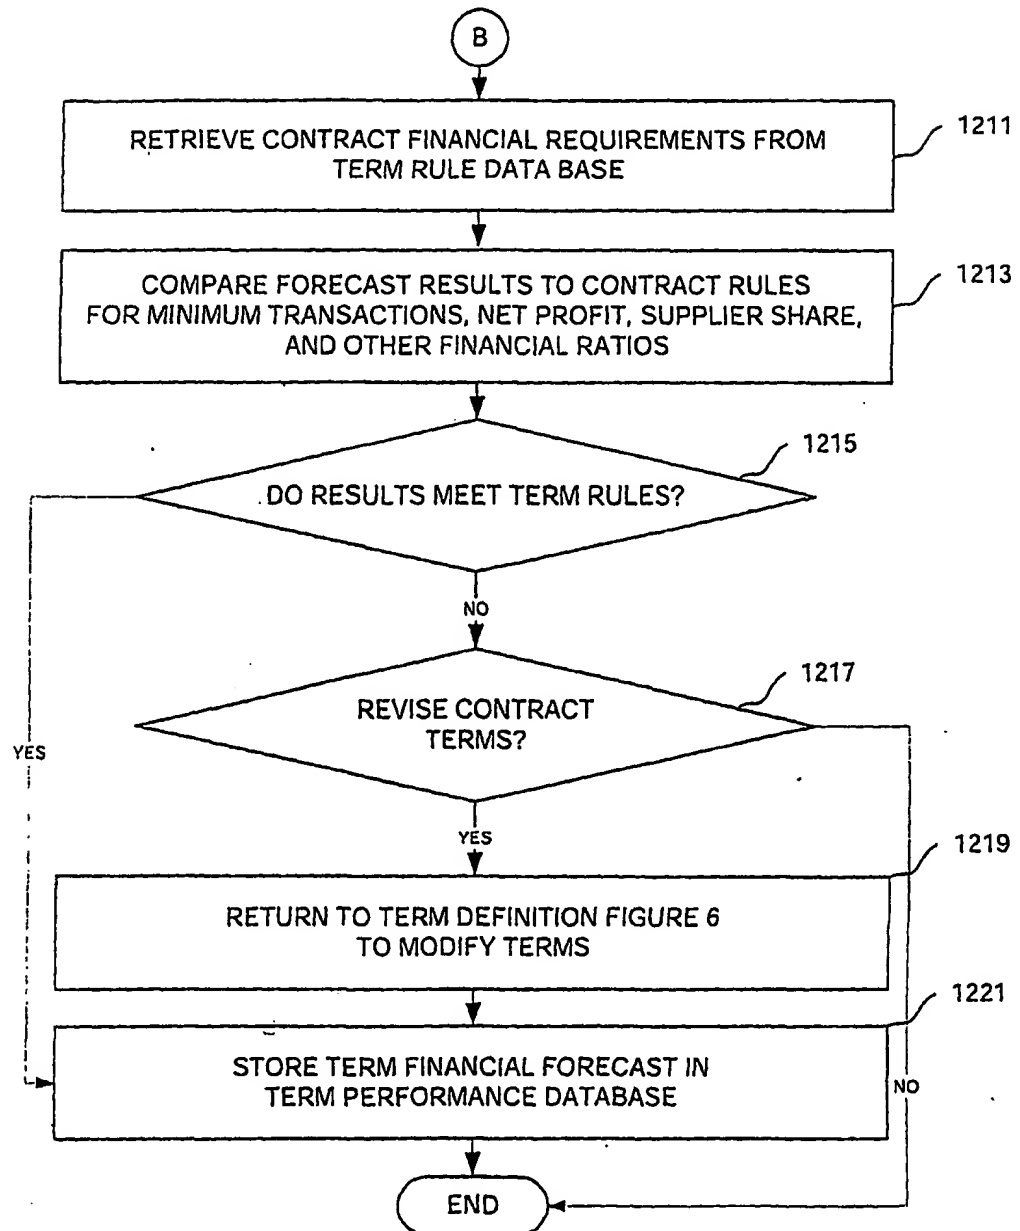 B
RETRIEVE CONTRACT FINANCIAL REQUIREMENTS FROM
TERM RULE DATA BASE
1211
COMPARE FORECAST RESULTS TO CONTRACT RULES
FOR MINIMUM TRANSACTIONS, NET PROFIT, SUPPLIER SHARE,
AND OTHER FINANCIAL RATIOS
1213
DO RESULTS MEET TERM RULES?
1215
NO
REVISE CONTRACT
TERMS?
1217
YES
YES
RETURN TO TERM DEFINITION FIGURE 6
TO MODIFY TERMS
1219
STORE TERM FINANCIAL FORECAST IN
TERM PERFORMANCE DATABASE
1221
NO
END